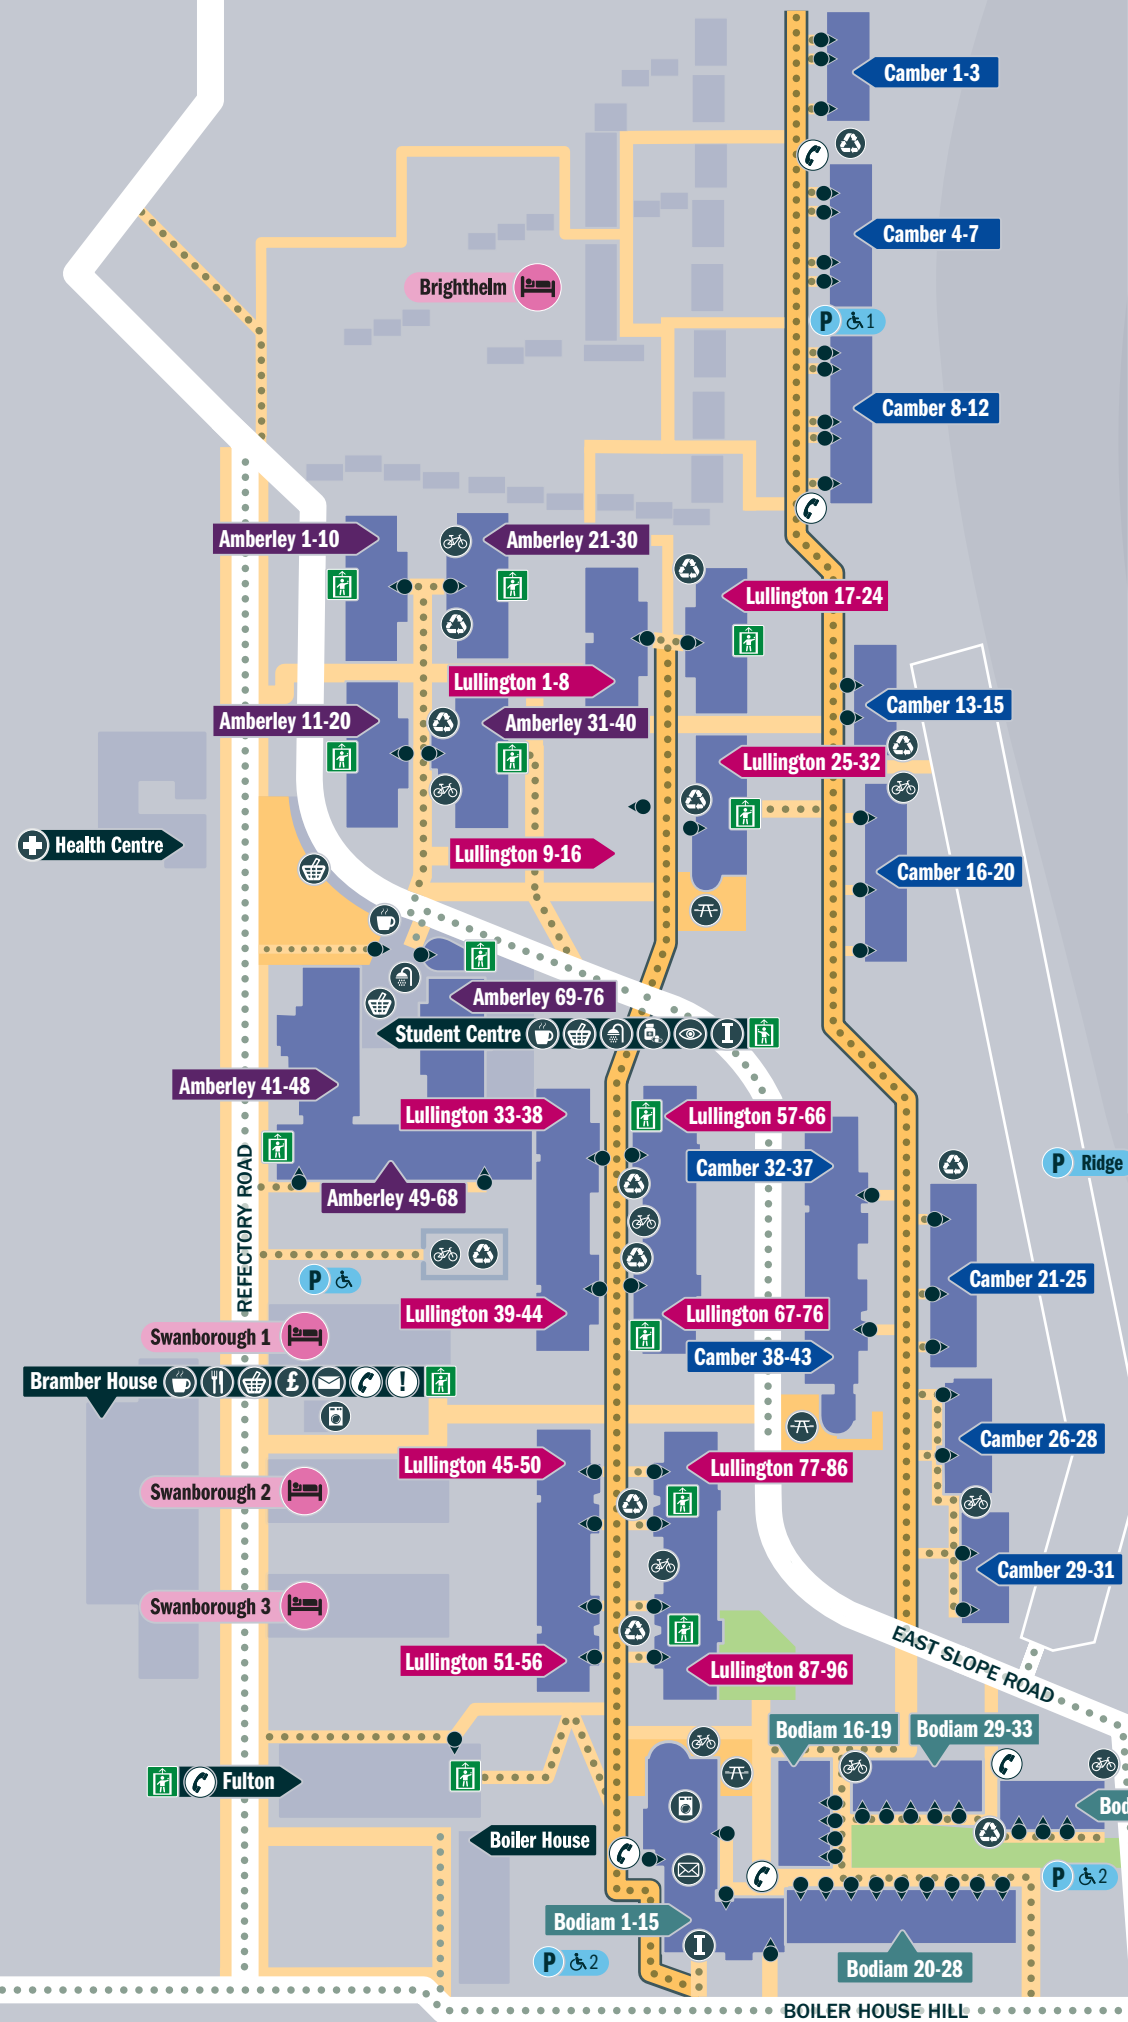 Camber 1-3
Camber 4-7
Brighthelm
P 1
Camber 8-12
Amberley 1-10
Amberley 21-30
Lullington 17-24
Lullington 1-8
Camber 13-15
Amberley 11-20
Amberley 31-40
Lullington 25-32
Health Centre
Lullington 9-16
Camber 16-20
Amberley 69-76
Student Centre I
Amberley 41-48
Lullington 33-38
Lullington 57-66
Camber 32-37
P Ridge
Amberley 49-68
REFECTORY ROAD
P
Camber 21-25
Lullington 39-44
Lullington 67-76
Swanborough 1
Camber 38-43
Bramber House £ !
Camber 26-28
Lullington 45-50
Lullington 77-86
Swanborough 2
Camber 29-31
Swanborough 3
EAST SLOPE ROAD
Lullington 51-56
Lullington 87-96
Bodiam 16-19
Bodiam 29-33
Fulton
Bod
Boiler House
P 2
Bodiam 1-15
I
P 2
Bodiam 20-28
BOILER HOUSE HILL